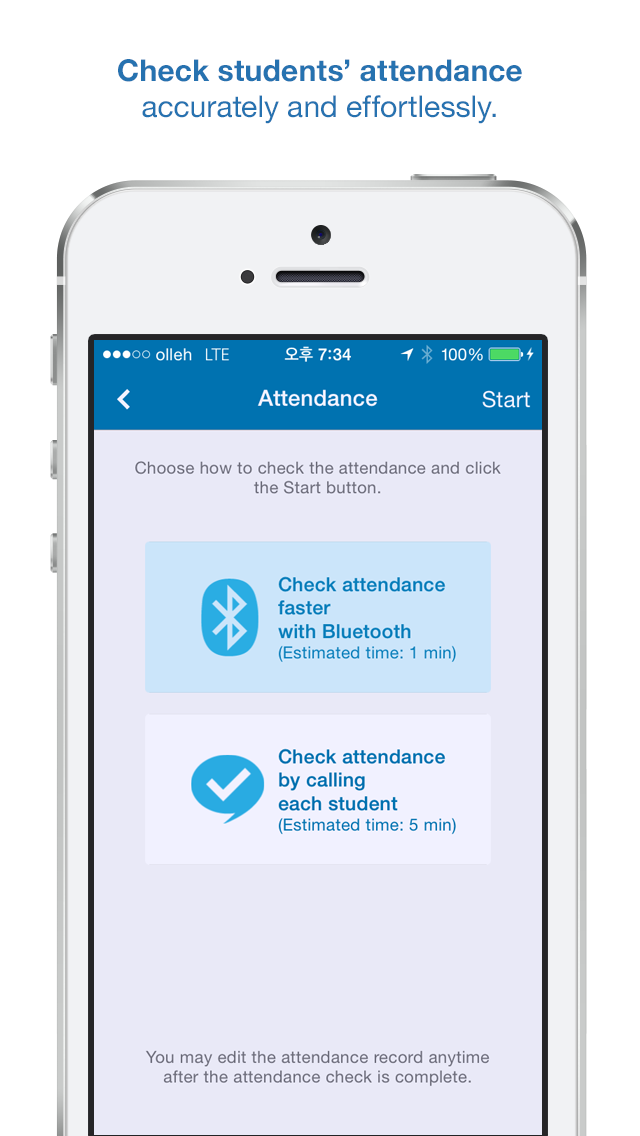 Check students’ attendance
accurately and effortlessly.
olleh LTE 오후 7:34 100%
Attendance Start
Choose how to check the attendance and click
the Start button.
Check attendance
faster
with Bluetooth
(Estimated time: 1 min)
Check attendance
by calling
each student
(Estimated time: 5 min)
You may edit the attendance record anytime
after the attendance check is complete.